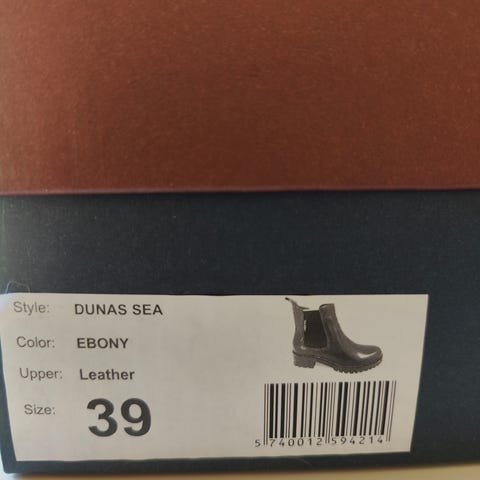 Style: DUNAS SEA
Color: EBONY
Upper: Leather
Size: 39
5 740012 594214